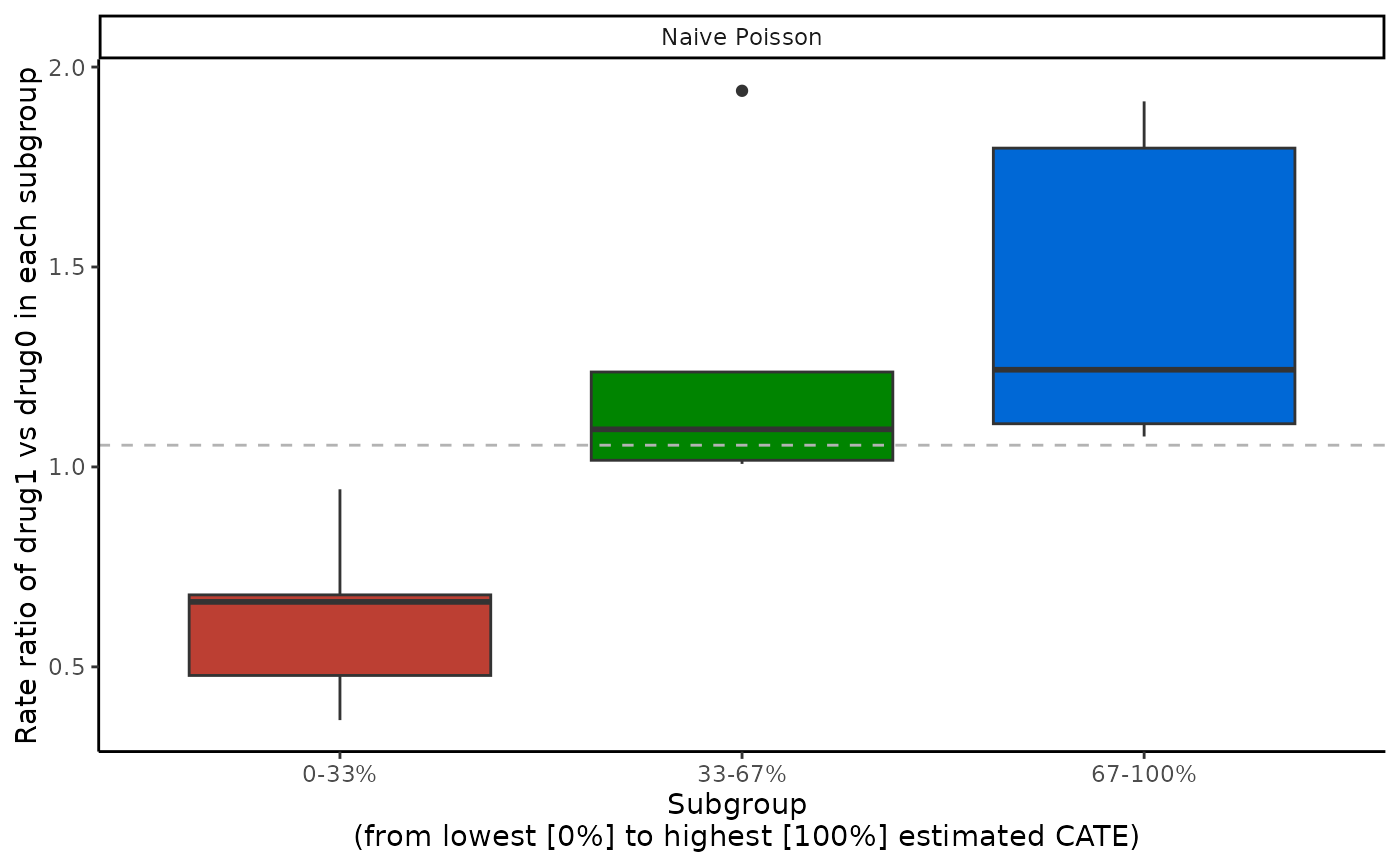 Naive Poisson
Rate ratio of drug1 vs drug0 in each subgroup
2.0
1.5
1.0
0.5
0-33%
33-67%
67-100%
Subgroup
(from lowest [0%] to highest [100%] estimated CATE)